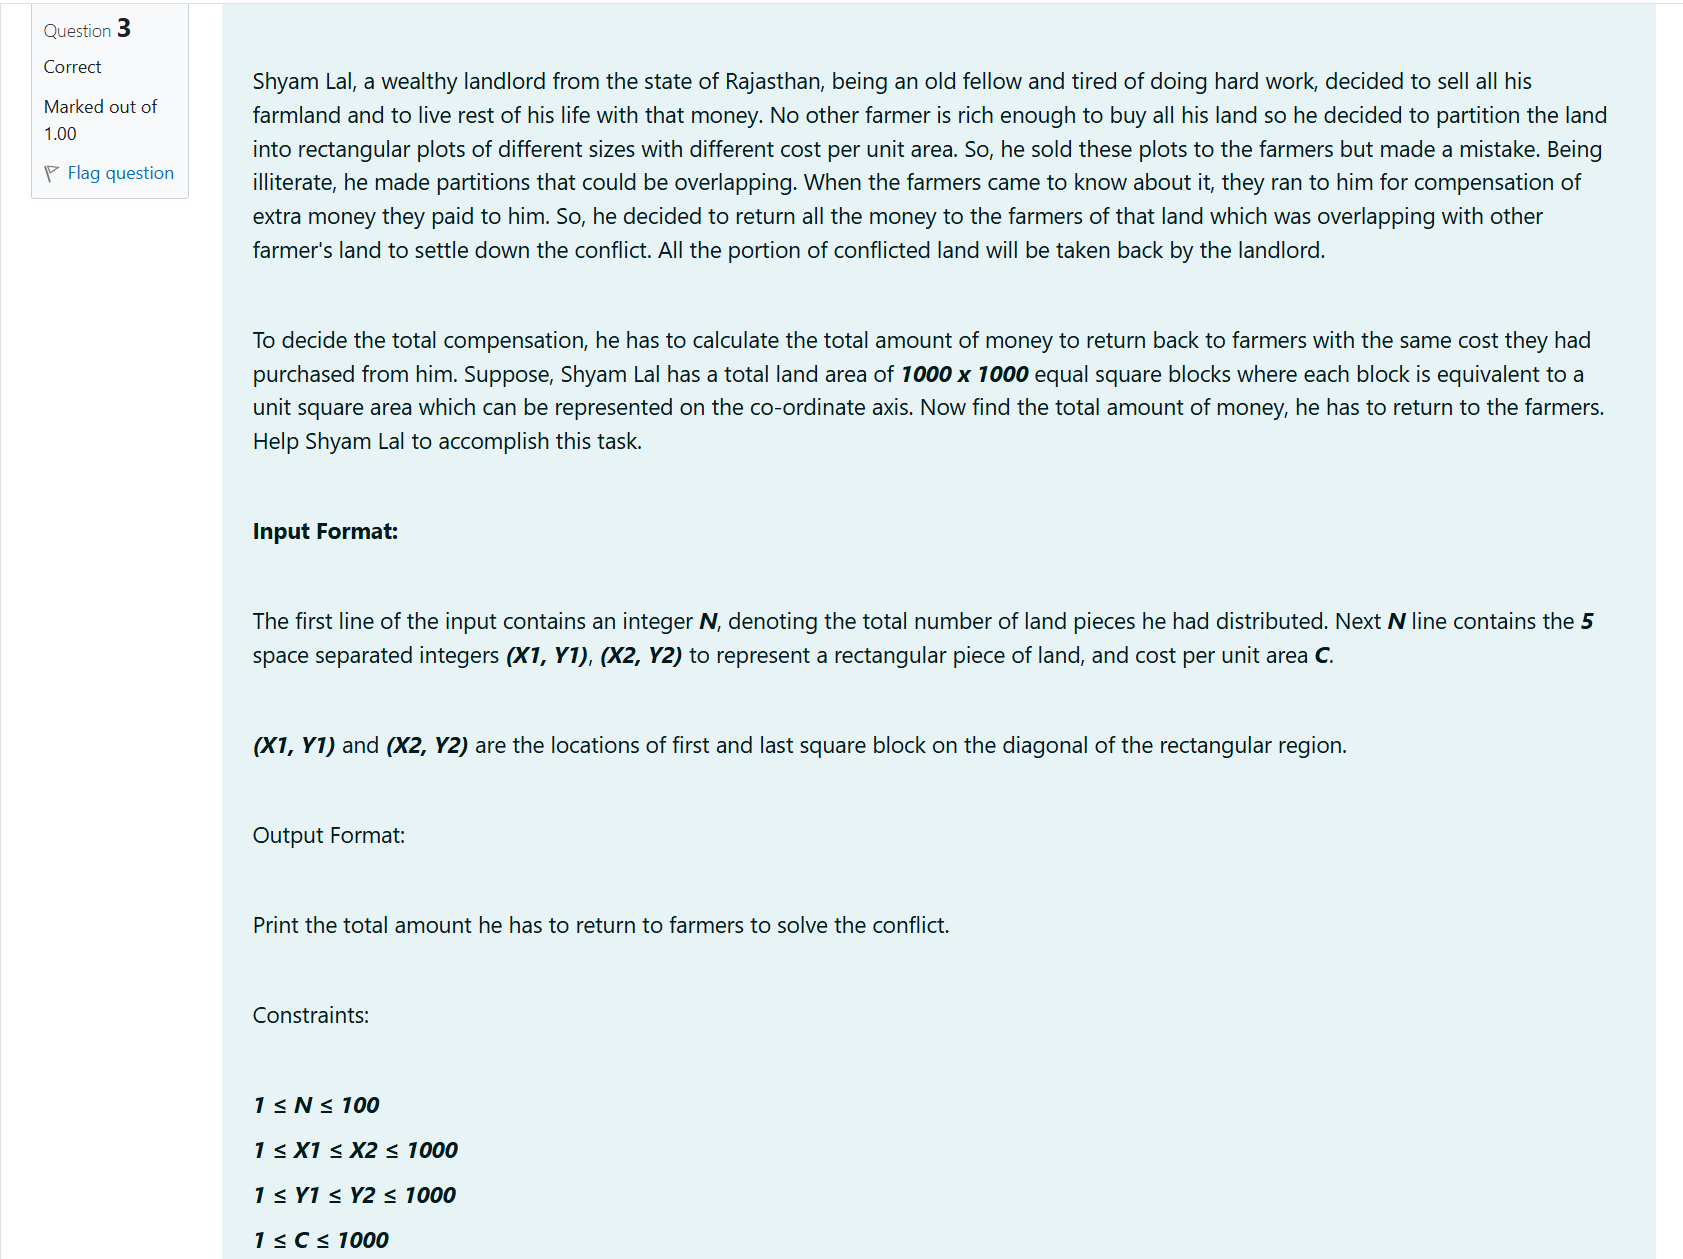 Question 3
Correct
Marked out of
1.00
Flag question
Shyam Lal, a wealthy landlord from the state of Rajasthan, being an old fellow and tired of doing hard work, decided to sell all his
farmland and to live rest of his life with that money. No other farmer is rich enough to buy all his land so he decided to partition the land
into rectangular plots of different sizes with different cost per unit area. So, he sold these plots to the farmers but made a mistake. Being
illiterate, he made partitions that could be overlapping. When the farmers came to know about it, they ran to him for compensation of
extra money they paid to him. So, he decided to return all the money to the farmers of that land which was overlapping with other
farmer's land to settle down the conflict. All the portion of conflicted land will be taken back by the landlord.
To decide the total compensation, he has to calculate the total amount of money to return back to farmers with the same cost they had
purchased from him. Suppose, Shyam Lal has a total land area of 1000 x 1000 equal square blocks where each block is equivalent to a
unit square area which can be represented on the co-ordinate axis. Now find the total amount of money, he has to return to the farmers.
Help Shyam Lal to accomplish this task.
Input Format:
The first line of the input contains an integer N, denoting the total number of land pieces he had distributed. Next N line contains the 5
space separated integers (X1, Y1), (X2, Y2) to represent a rectangular piece of land, and cost per unit area C.
(X1, Y1) and (X2, Y2) are the locations of first and last square block on the diagonal of the rectangular region.
Output Format:
Print the total amount he has to return to farmers to solve the conflict.
Constraints:
1 ≤ N ≤ 100
1 ≤ X1 ≤ X2 ≤ 1000
1 ≤ Y1 ≤ Y2 ≤ 1000
1 ≤ C ≤ 1000